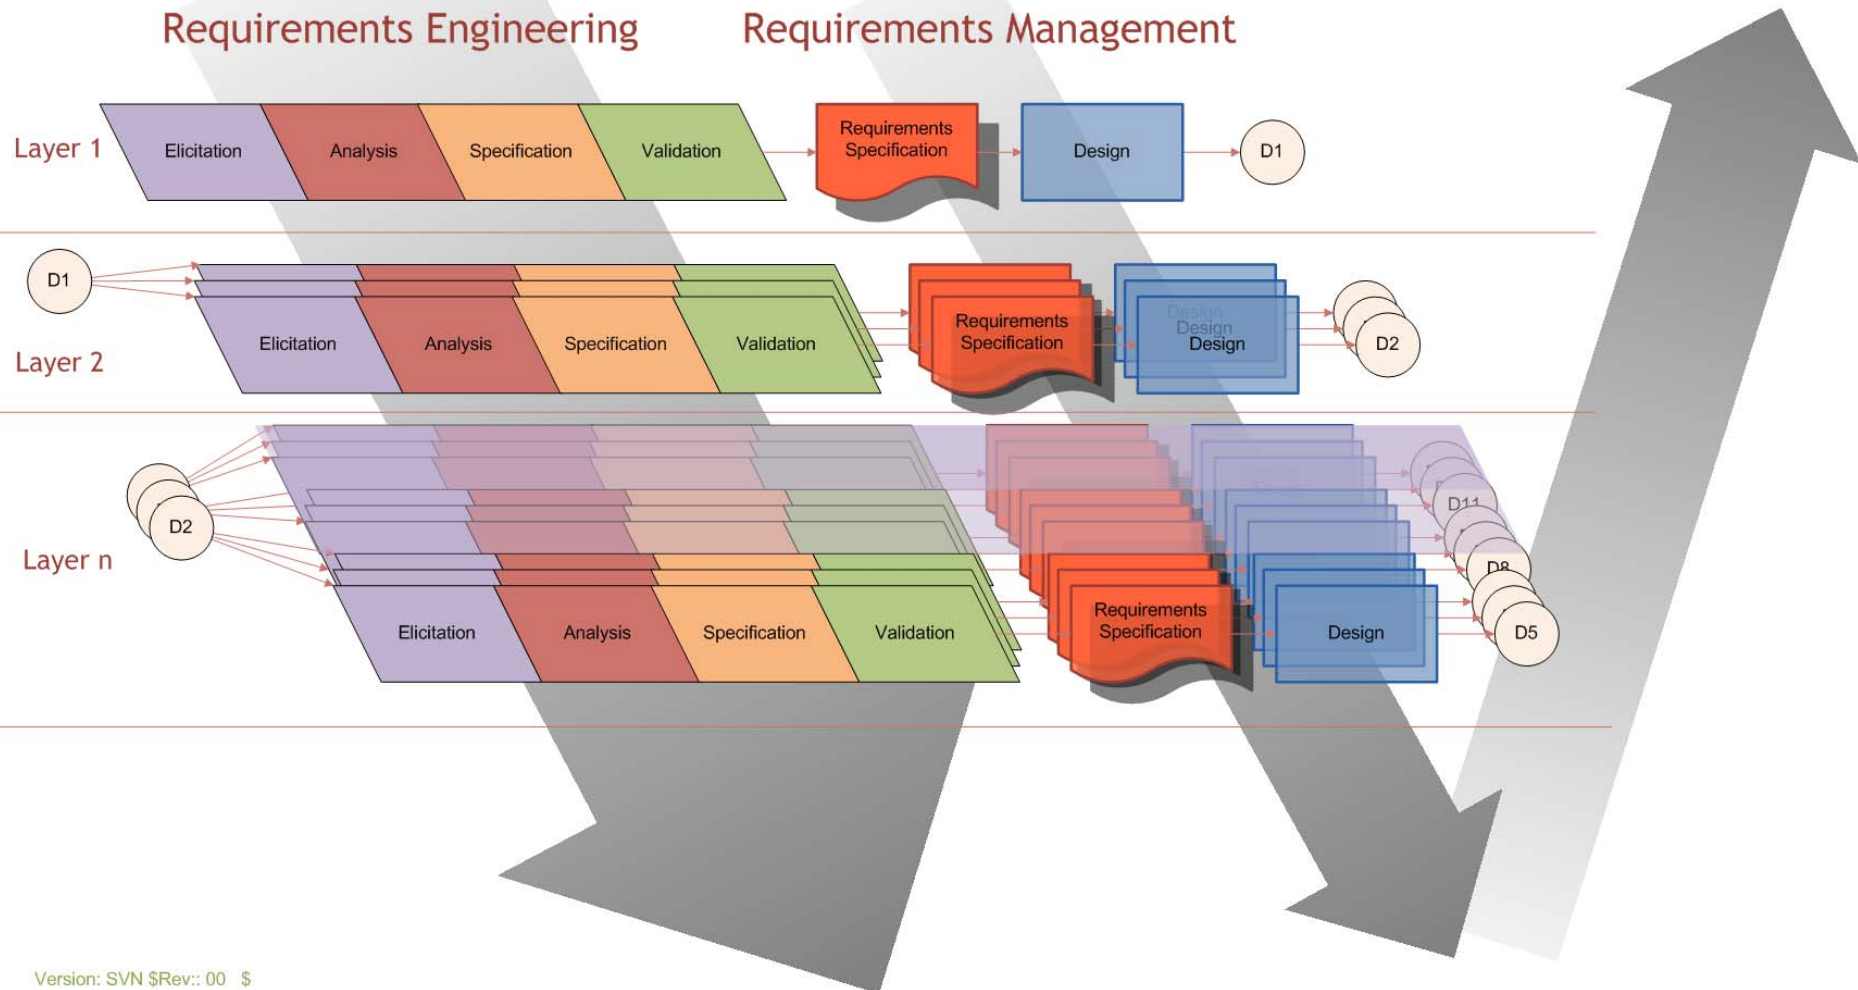 Requirements Engineering
Requirements Management
Layer 1
Elicitation
Analysis
Specification
Validation
Requirements
Specification
Design
D1
D1
Layer 2
Elicitation
Analysis
Specification
Validation
Requirements
Specification
Design
Design
Design
D2
D2
Layer n
D11
D8
Elicitation
Analysis
Specification
Validation
Requirements
Specification
Design
D5
Version: SVN $Rev:: 00 $